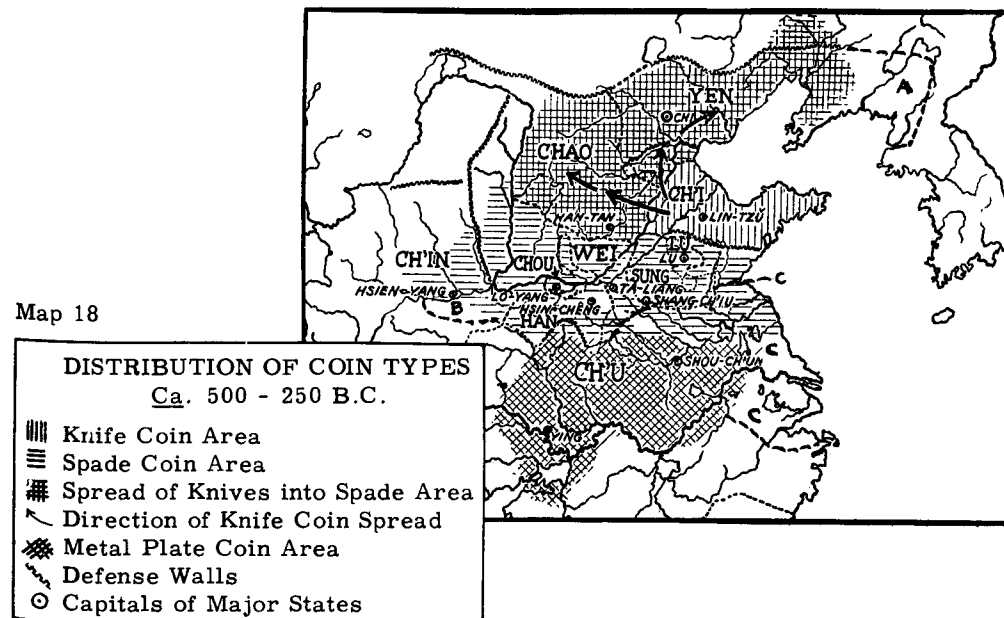 A
YEN
CHI
CHAO
CH'I
LIN-TZŬ
HAN-TAN
WEI
LU
LU
CH'IN
CHOU
SUNG
TA-LIANG
C
HSIEN-YANG
LO-YANG
SHANG-CH'IU
B
HSIN-CHENG
HAN
C
SHOU-CH'UN
CH'U
C
YING
Map 18
DISTRIBUTION OF COIN TYPES
Ca. 500 - 250 B.C.
Knife Coin Area
Spade Coin Area
Spread of Knives into Spade Area
Direction of Knife Coin Spread
Metal Plate Coin Area
Defense Walls
Capitals of Major States